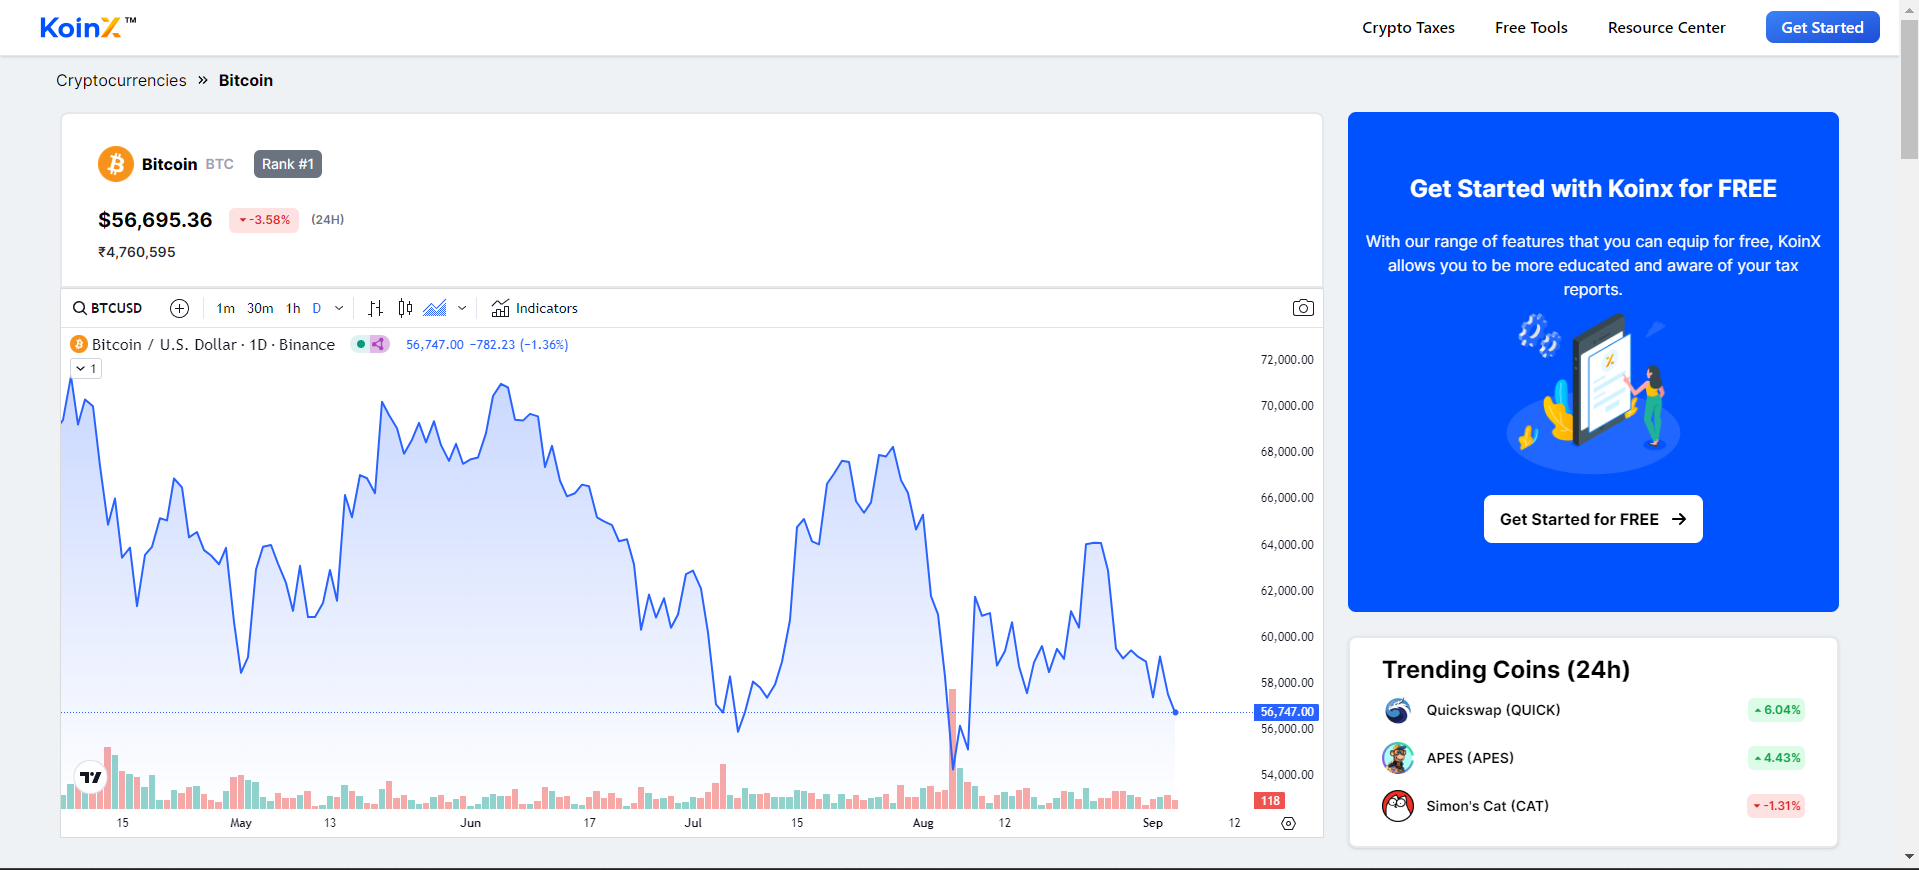 KoinX™
Crypto Taxes
Free Tools
Resource Center
Get Started
Cryptocurrencies » Bitcoin
Bitcoin BTC Rank #1
$56,695.36 -3.58% (24H)
₹4,760,595
BTCUSD 1m 30m 1h D Indicators
Bitcoin / U.S. Dollar · 1D · Binance 56,747.00 −782.23 (−1.36%)
1
72,000.00
70,000.00
68,000.00
66,000.00
64,000.00
62,000.00
60,000.00
58,000.00
56,747.00
56,000.00
54,000.00
118
15 May 13 Jun 17 Jul 15 Aug 12 Sep 12
Get Started with Koinx for FREE
With our range of features that you can equip for free, KoinX
allows you to be more educated and aware of your tax
reports.
Get Started for FREE →
Trending Coins (24h)
Quickswap (QUICK) 6.04%
APES (APES) 4.43%
Simon's Cat (CAT) -1.31%